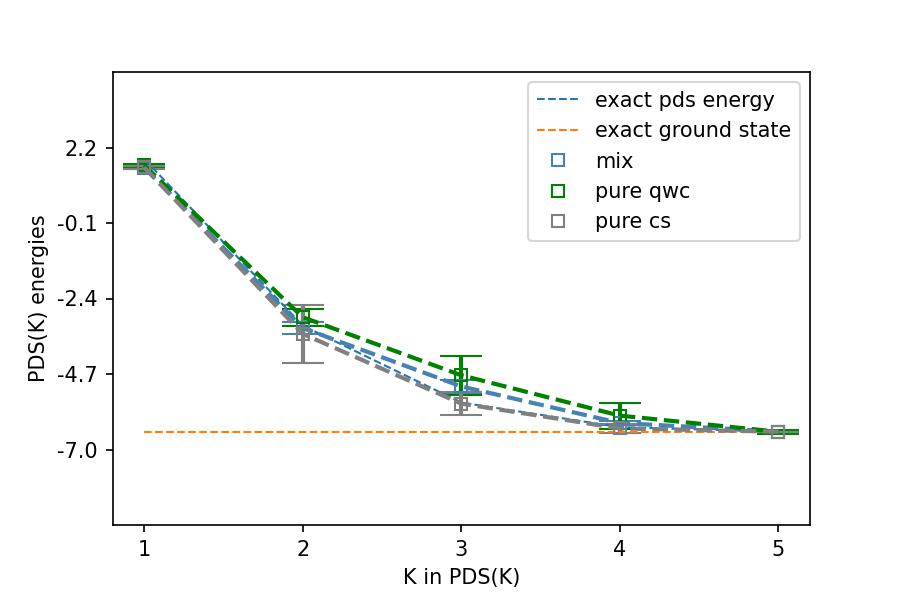 exact pds energy
exact ground state
mix
pure qwc
pure cs
PDS(K) energies
2.2
-0.1
-2.4
-4.7
-7.0
1 2 3 4 5
K in PDS(K)